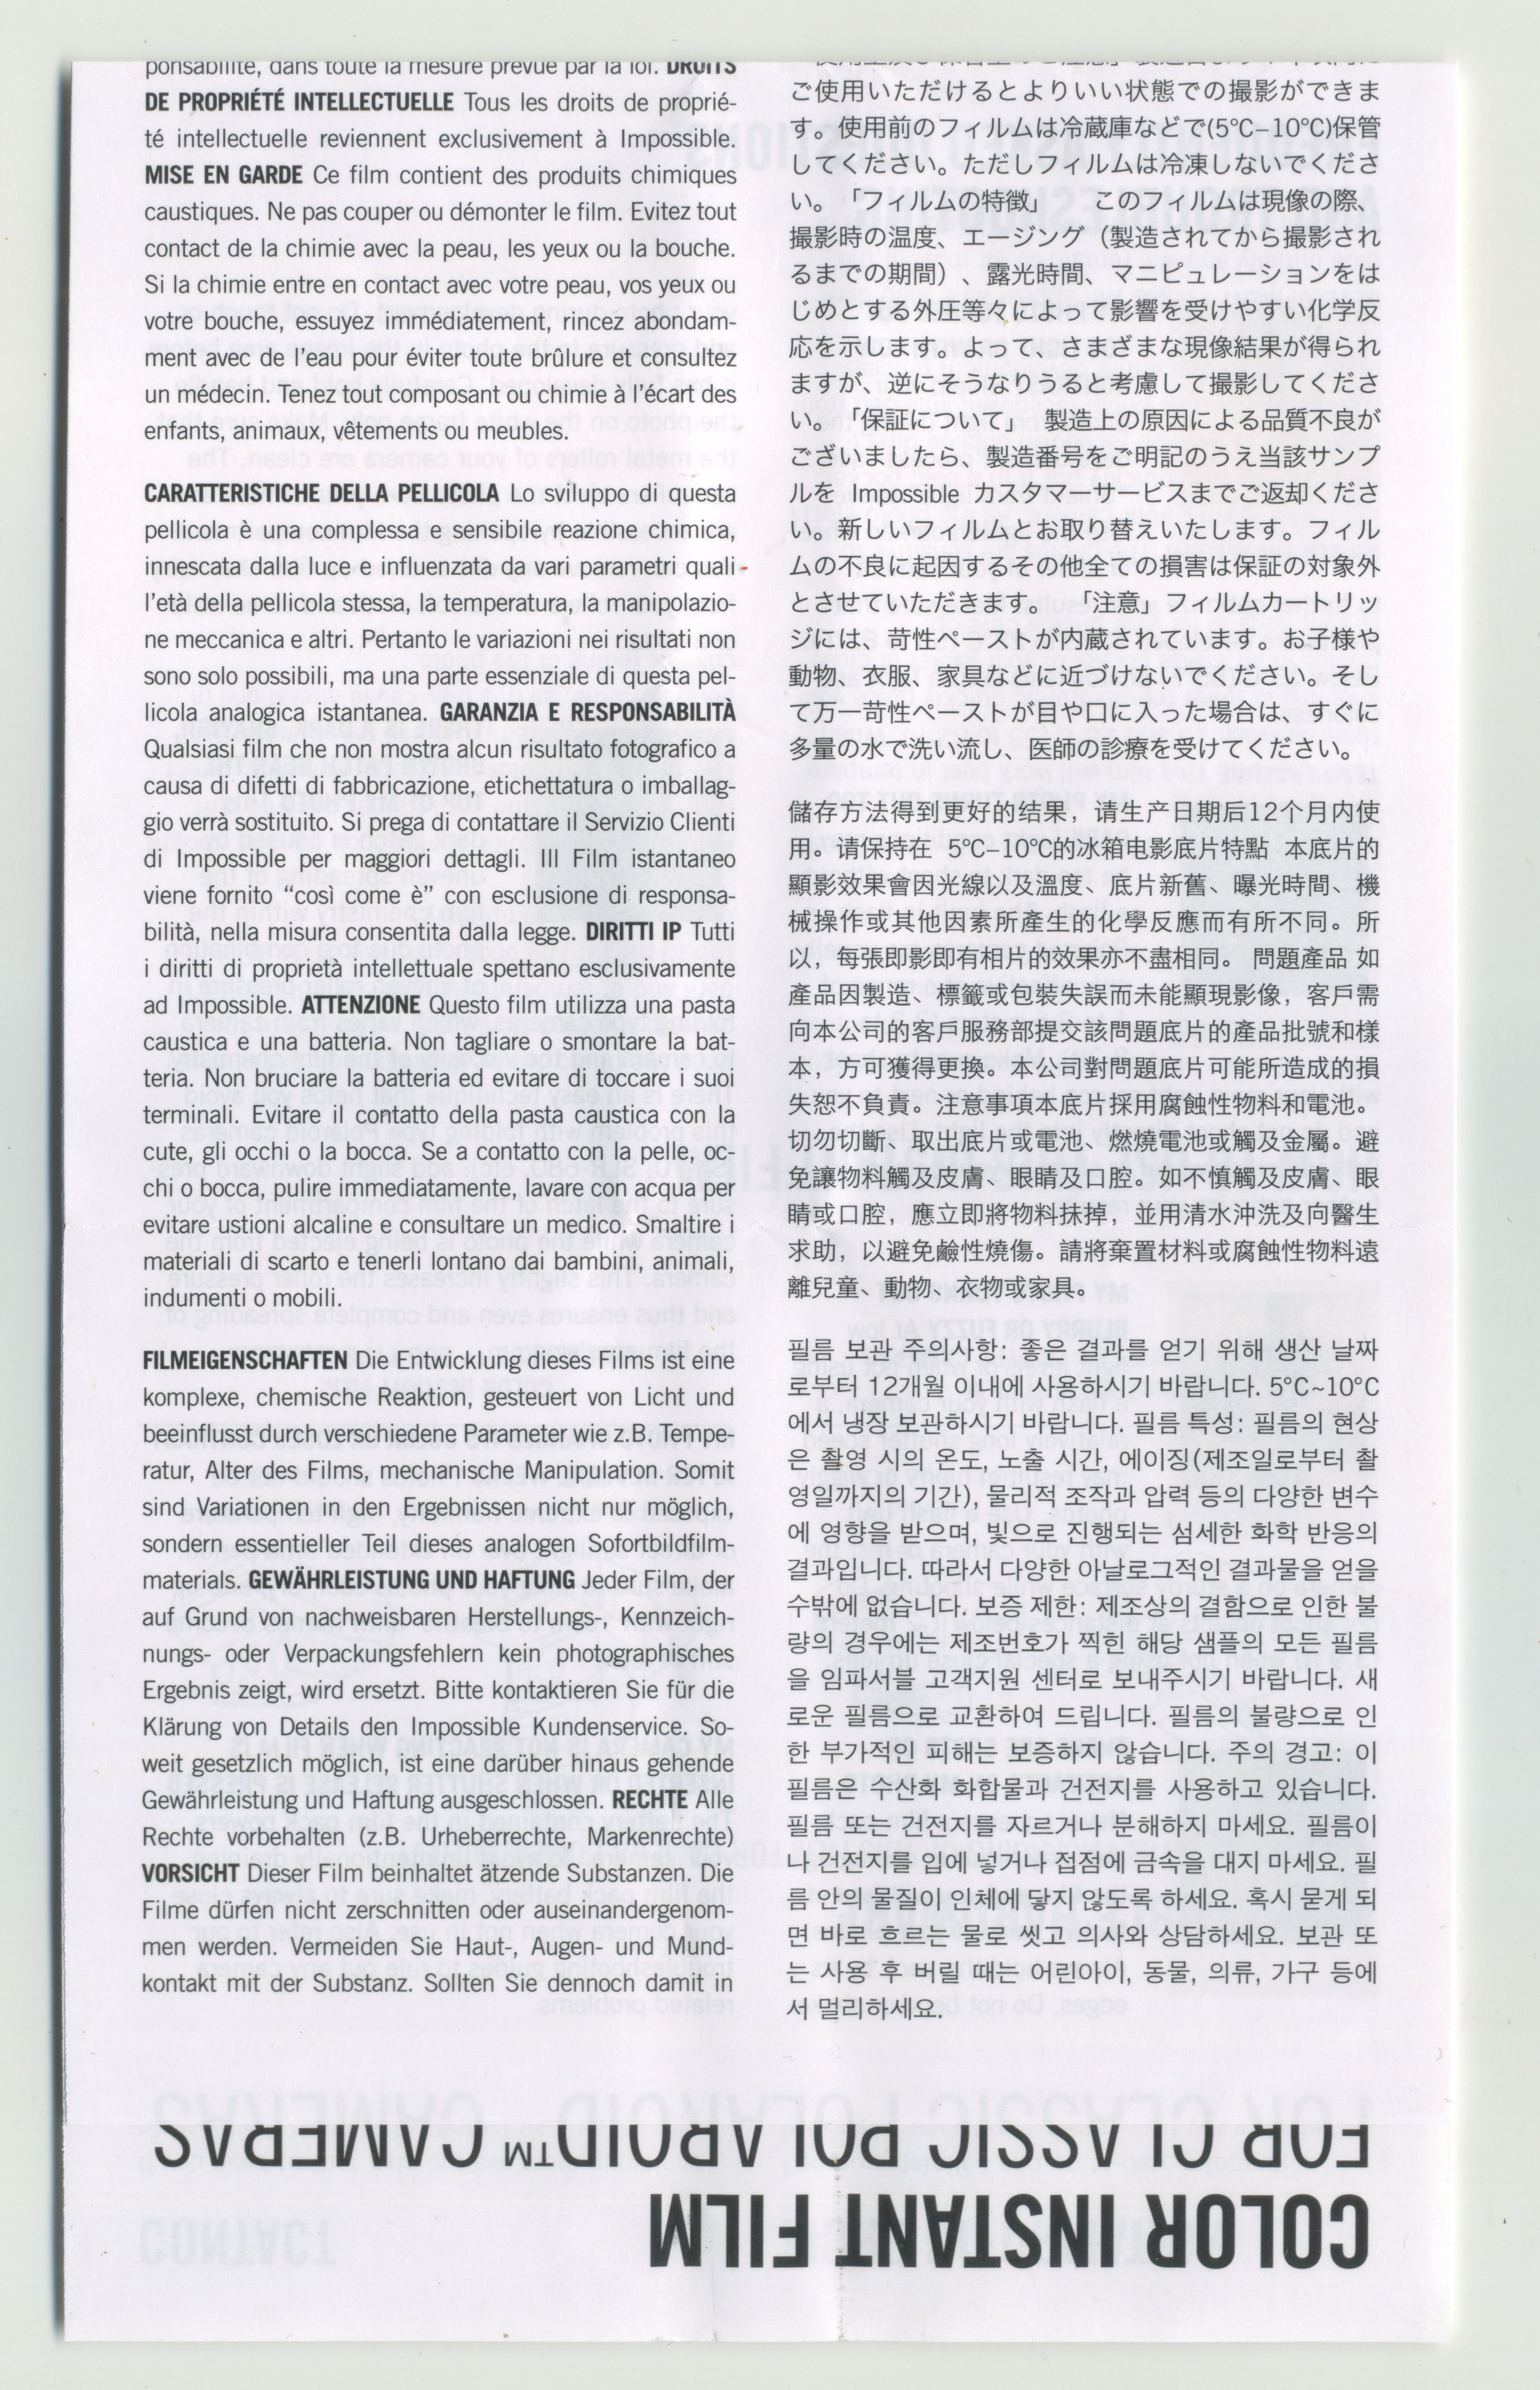 ponsabilité, dans toute la mesure prévue par la loi. DROITS
DE PROPRIÉTÉ INTELLECTUELLE Tous les droits de proprié-
té intellectuelle reviennent exclusivement à Impossible.
MISE EN GARDE Ce film contient des produits chimiques
caustiques. Ne pas couper ou démonter le film. Evitez tout
contact de la chimie avec la peau, les yeux ou la bouche.
Si la chimie entre en contact avec votre peau, vos yeux ou
votre bouche, essuyez immédiatement, rincez abondam-
ment avec de l’eau pour éviter toute brûlure et consultez
un médecin. Tenez tout composant ou chimie à l’écart des
enfants, animaux, vêtements ou meubles.
CARATTERISTICHE DELLA PELLICOLA Lo sviluppo di questa
pellicola è una complessa e sensibile reazione chimica,
innescata dalla luce e influenzata da vari parametri quali
l’età della pellicola stessa, la temperatura, la manipolazio-
ne meccanica e altri. Pertanto le variazioni nei risultati non
sono solo possibili, ma una parte essenziale di questa pel-
licola analogica istantanea. GARANZIA E RESPONSABILITÀ
Qualsiasi film che non mostra alcun risultato fotografico a
causa di difetti di fabbricazione, etichettatura o imballag-
gio verrà sostituito. Si prega di contattare il Servizio Clienti
di Impossible per maggiori dettagli. III Film istantaneo
viene fornito “così come è” con esclusione di responsa-
bilità, nella misura consentita dalla legge. DIRITTI IP Tutti
i diritti di proprietà intellettuale spettano esclusivamente
ad Impossible. ATTENZIONE Questo film utilizza una pasta
caustica e una batteria. Non tagliare o smontare la bat-
teria. Non bruciare la batteria ed evitare di toccare i suoi
terminali. Evitare il contatto della pasta caustica con la
cute, gli occhi o la bocca. Se a contatto con la pelle, oc-
chi o bocca, pulire immediatamente, lavare con acqua per
evitare ustioni alcaline e consultare un medico. Smaltire i
materiali di scarto e tenerli lontano dai bambini, animali,
indumenti o mobili.
FILMEIGENSCHAFTEN Die Entwicklung dieses Films ist eine
komplexe, chemische Reaktion, gesteuert von Licht und
beeinflusst durch verschiedene Parameter wie z.B. Tempe-
ratur, Alter des Films, mechanische Manipulation. Somit
sind Variationen in den Ergebnissen nicht nur möglich,
sondern essentieller Teil dieses analogen Sofortbildfilm-
materials. GEWÄHRLEISTUNG UND HAFTUNG Jeder Film, der
auf Grund von nachweisbaren Herstellungs-, Kennzeich-
nungs- oder Verpackungsfehlern kein photographisches
Ergebnis zeigt, wird ersetzt. Bitte kontaktieren Sie für die
Klärung von Details den Impossible Kundenservice. So-
weit gesetzlich möglich, ist eine darüber hinaus gehende
Gewährleistung und Haftung ausgeschlossen. RECHTE Alle
Rechte vorbehalten (z.B. Urheberrechte, Markenrechte)
VORSICHT Dieser Film beinhaltet ätzende Substanzen. Die
Filme dürfen nicht zerschnitten oder auseinandergenom-
men werden. Vermeiden Sie Haut-, Augen- und Mund-
kontakt mit der Substanz. Sollten Sie dennoch damit in
ご使用いただけるとよりいい状態での撮影ができま
す。使用前のフィルムは冷蔵庫などで(5℃−10℃)保管
してください。ただしフィルムは冷凍しないでくださ
い。「フィルムの特徴」　このフィルムは現像の際、
撮影時の温度、エージング（製造されてから撮影され
るまでの期間）、露光時間、マニピュレーションをは
じめとする外圧等々によって影響を受けやすい化学反
応を示します。よって、さまざまな現像結果が得られ
ますが、逆にそうなりうると考慮して撮影してくださ
い。「保証について」 製造上の原因による品質不良が
ございましたら、製造番号をご明記のうえ当該サンプ
ルを Impossible カスタマーサービスまでご返却くださ
い。新しいフィルムとお取り替えいたします。フィル
ムの不良に起因するその他全ての損害は保証の対象外
とさせていただきます。　「注意」フィルムカートリッ
ジには、苛性ペーストが内蔵されています。お子様や
動物、衣服、家具などに近づけないでください。そし
て万一苛性ペーストが目や口に入った場合は、すぐに
多量の水で洗い流し、医師の診療を受けてください。
儲存方法得到更好的结果，请生产日期后12个月内使
用。请保持在 5℃−10℃的冰箱电影底片特點 本底片的
顯影效果會因光線以及溫度、底片新舊、曝光時間、機
械操作或其他因素所產生的化學反應而有所不同。所
以，每張即影即有相片的效果亦不盡相同。 問題產品 如
產品因製造、標籤或包裝失誤而未能顯現影像，客戶需
向本公司的客戶服務部提交該問題底片的產品批號和樣
本，方可獲得更換。本公司對問題底片可能所造成的損
失恕不負責。注意事項本底片採用腐蝕性物料和電池。
切勿切斷、取出底片或電池、燃燒電池或觸及金屬。避
免讓物料觸及皮膚、眼睛及口腔。如不慎觸及皮膚、眼
睛或口腔，應立即將物料抹掉，並用清水沖洗及向醫生
求助，以避免鹼性燒傷。請將棄置材料或腐蝕性物料遠
離兒童、動物、衣物或家具。
필름 보관 주의사항: 좋은 결과를 얻기 위해 생산 날짜
로부터 12개월 이내에 사용하시기 바랍니다. 5°C~10°C
에서 냉장 보관하시기 바랍니다. 필름 특성: 필름의 현상
은 촬영 시의 온도, 노출 시간, 에이징(제조일로부터 촬
영일까지의 기간), 물리적 조작과 압력 등의 다양한 변수
에 영향을 받으며, 빛으로 진행되는 섬세한 화학 반응의
결과입니다. 따라서 다양한 아날로그적인 결과물을 얻을
수밖에 없습니다. 보증 제한: 제조상의 결함으로 인한 불
량의 경우에는 제조번호가 찍힌 해당 샘플의 모든 필름
을 임파서블 고객지원 센터로 보내주시기 바랍니다. 새
로운 필름으로 교환하여 드립니다. 필름의 불량으로 인
한 부가적인 피해는 보증하지 않습니다. 주의 경고: 이
필름은 수산화 화합물과 건전지를 사용하고 있습니다.
필름 또는 건전지를 자르거나 분해하지 마세요. 필름이
나 건전지를 입에 넣거나 접점에 금속을 대지 마세요. 필
름 안의 물질이 인체에 닿지 않도록 하세요. 혹시 묻게 되
면 바로 흐르는 물로 씻고 의사와 상담하세요. 보관 또
는 사용 후 버릴 때는 어린아이, 동물, 의류, 가구 등에
서 멀리하세요.
COLOR INSTANT FILM
FOR CLASSIC POLAROID™ CAMERAS